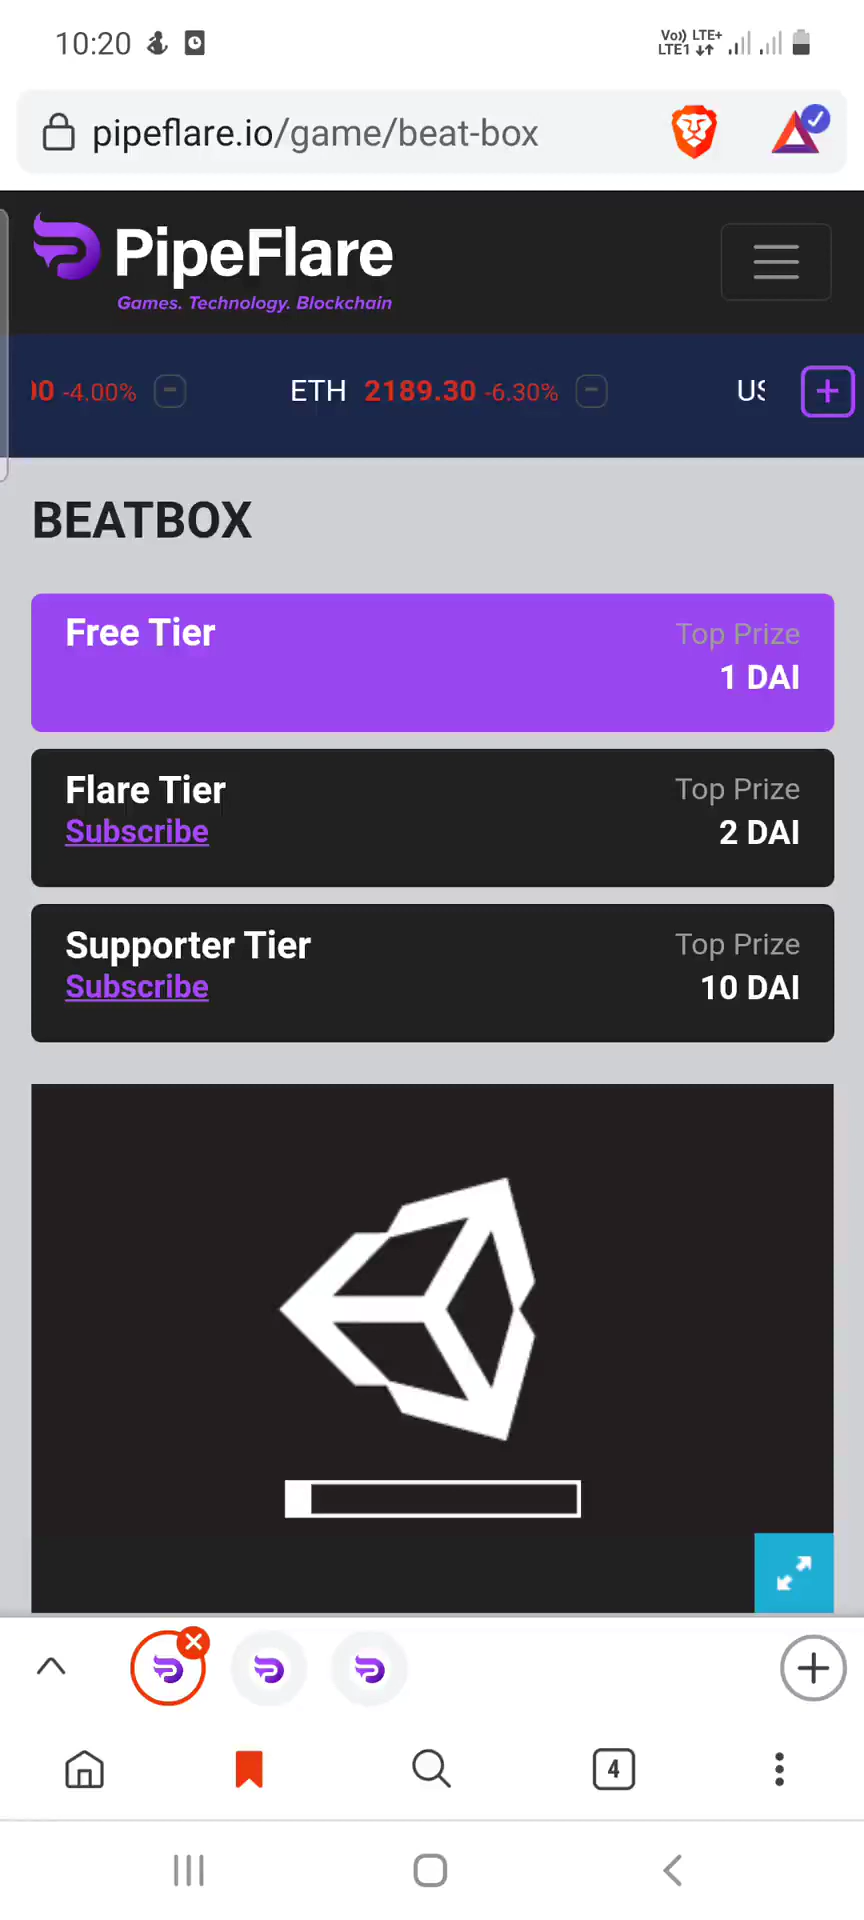 10:20
Vo)) LTE+
LTE1
pipeflare.io/game/beat-box
PipeFlare
Games. Technology. Blockchain
00 -4.00%
ETH 2189.30 -6.30%
US
BEATBOX
Free Tier
Top Prize
1 DAI
Flare Tier
Top Prize
Subscribe
2 DAI
Supporter Tier
Top Prize
Subscribe
10 DAI
4